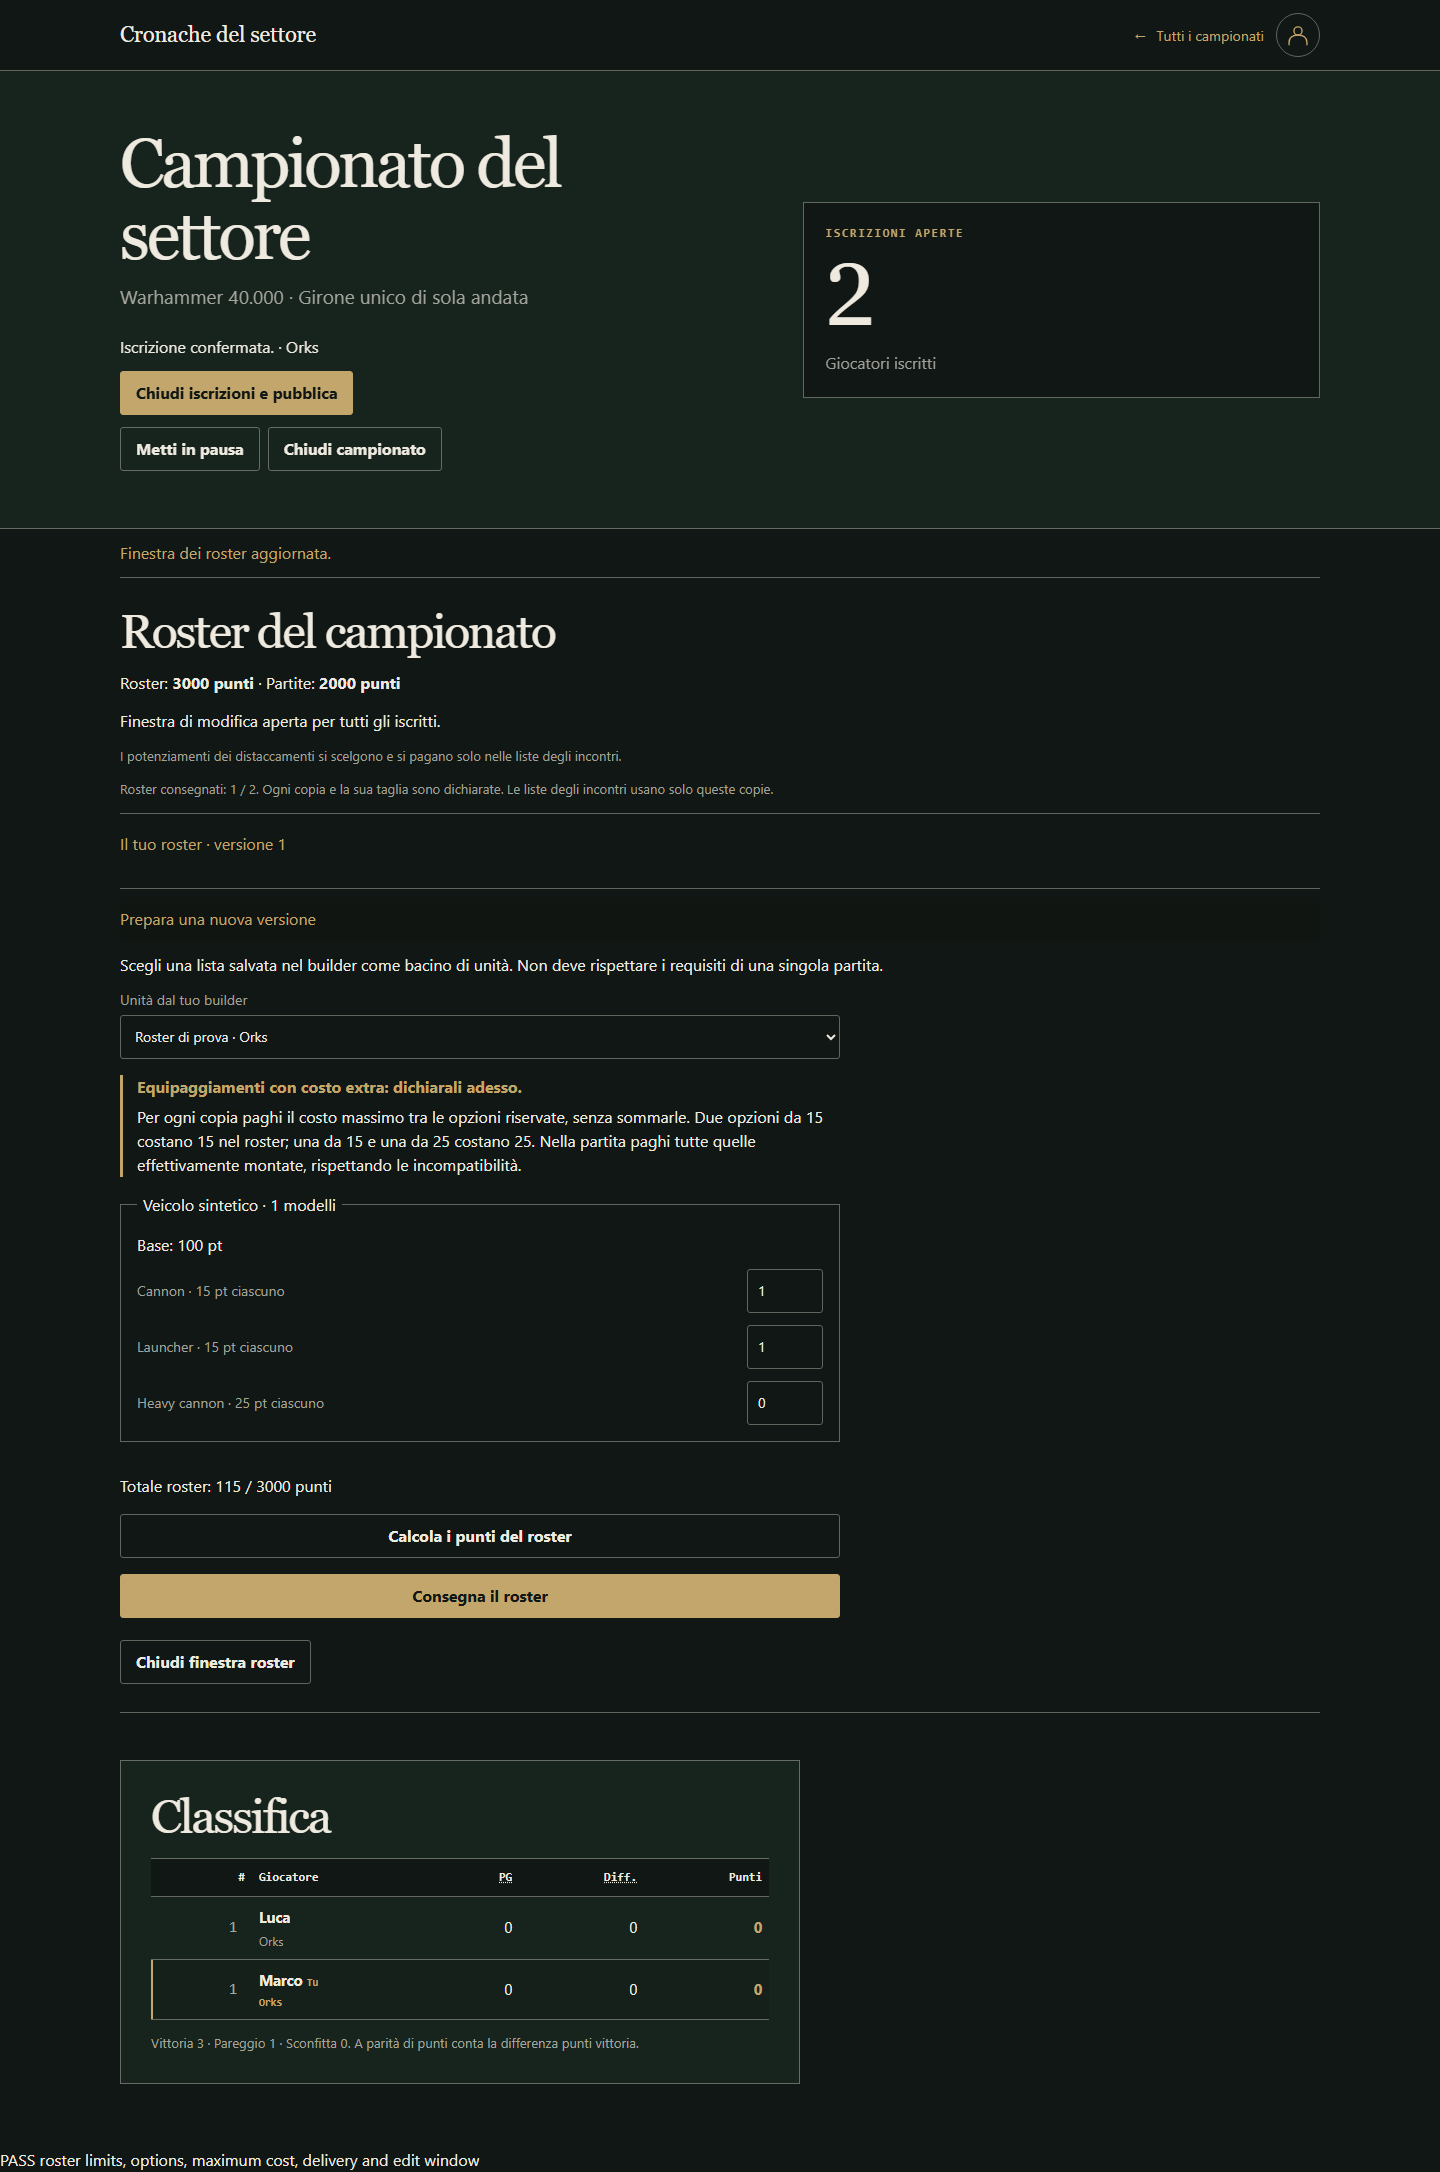 Cronache del settore
← Tutti i campionati
Campionato del
settore
Warhammer 40.000 · Girone unico di sola andata
Iscrizione confermata. · Orks
Chiudi iscrizioni e pubblica
Metti in pausa
Chiudi campionato
ISCRIZIONI APERTE
2
Giocatori iscritti
Finestra dei roster aggiornata.
Roster del campionato
Roster: 3000 punti · Partite: 2000 punti
Finestra di modifica aperta per tutti gli iscritti.
I potenziamenti dei distaccamenti si scelgono e si pagano solo nelle liste degli incontri.
Roster consegnati: 1 / 2. Ogni copia e la sua taglia sono dichiarate. Le liste degli incontri usano solo queste copie.
Il tuo roster · versione 1
Prepara una nuova versione
Scegli una lista salvata nel builder come bacino di unità. Non deve rispettare i requisiti di una singola partita.
Unità dal tuo builder
Roster di prova · Orks
Equipaggiamenti con costo extra: dichiarali adesso.
Per ogni copia paghi il costo massimo tra le opzioni riservate, senza sommarle. Due opzioni da 15
costano 15 nel roster; una da 15 e una da 25 costano 25. Nella partita paghi tutte quelle
effettivamente montate, rispettando le incompatibilità.
Veicolo sintetico · 1 modelli
Base: 100 pt
Cannon · 15 pt ciascuno 1
Launcher · 15 pt ciascuno 1
Heavy cannon · 25 pt ciascuno 0
Totale roster: 115 / 3000 punti
Calcola i punti del roster
Consegna il roster
Chiudi finestra roster
Classifica
# Giocatore PG Diff. Punti
1 Luca 0 0 0
Orks
1 Marco Tu 0 0 0
Orks
Vittoria 3 · Pareggio 1 · Sconfitta 0. A parità di punti conta la differenza punti vittoria.
PASS roster limits, options, maximum cost, delivery and edit window